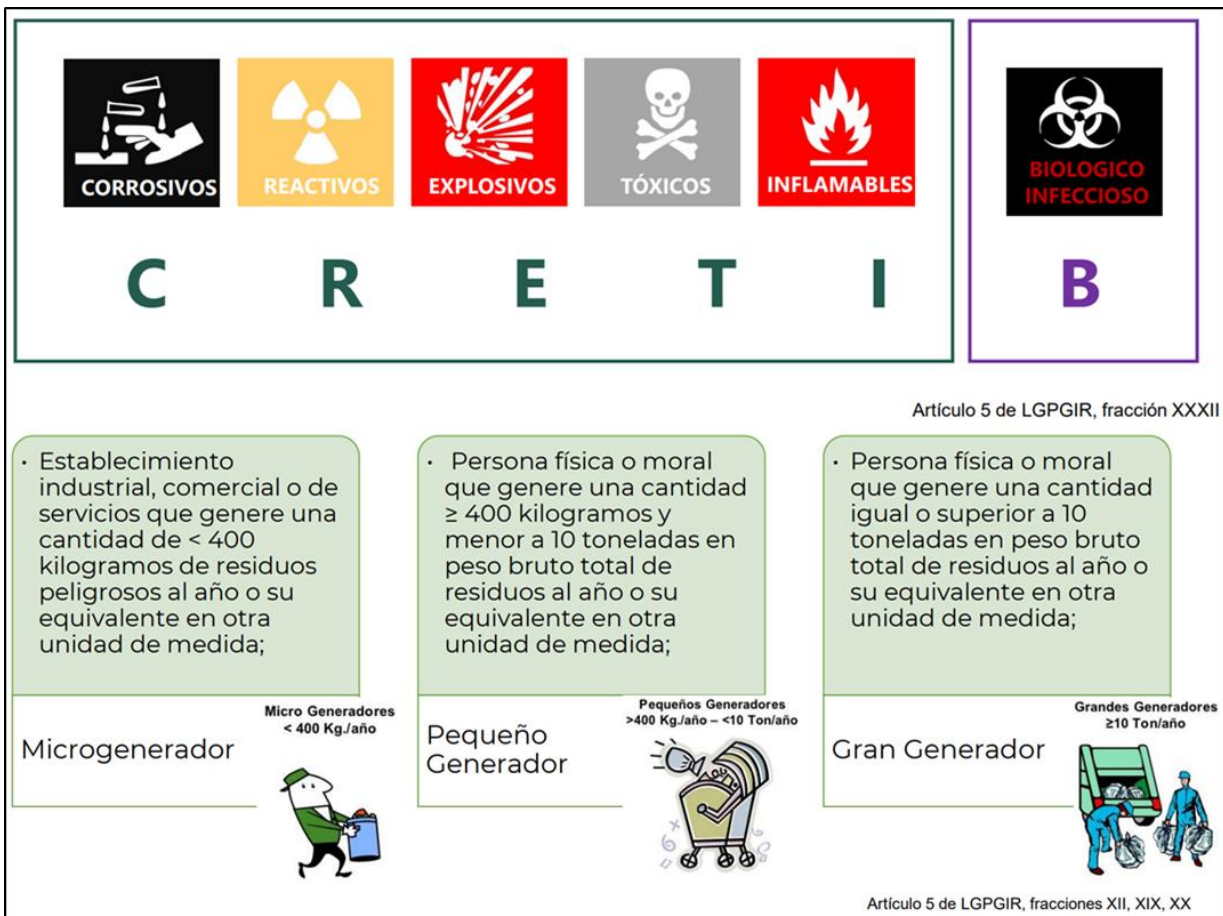 CORROSIVOS
REACTIVOS
EXPLOSIVOS
TÓXICOS
INFLAMABLES
BIOLOGICO
INFECCIOSO
C R E T I
B
Artículo 5 de LGPGIR, fracción XXXII
· Establecimiento
industrial, comercial o de
servicios que genere una
cantidad de < 400
kilogramos de residuos
peligrosos al año o su
equivalente en otra
unidad de medida;
Microgenerador
Micro Generadores
< 400 Kg./año
· Persona física o moral
que genere una cantidad
≥ 400 kilogramos y
menor a 10 toneladas en
peso bruto total de
residuos al año o su
equivalente en otra
unidad de medida;
Pequeño
Generador
Pequeños Generadores
>400 Kg./año – <10 Ton/año
· Persona física o moral
que genere una cantidad
igual o superior a 10
toneladas en peso bruto
total de residuos al año o
su equivalente en otra
unidad de medida;
Gran Generador
Grandes Generadores
≥10 Ton/año
Artículo 5 de LGPGIR, fracciones XII, XIX, XX